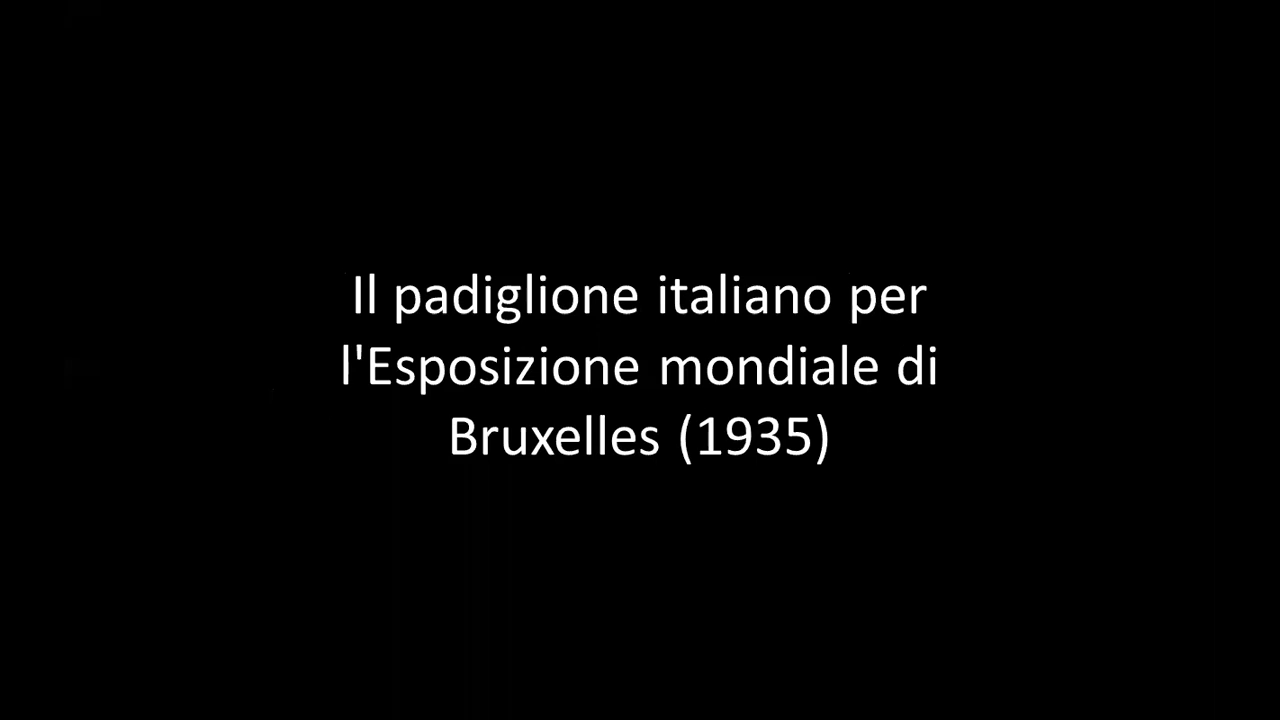 Il padiglione italiano per
l'Esposizione mondiale di
Bruxelles (1935)